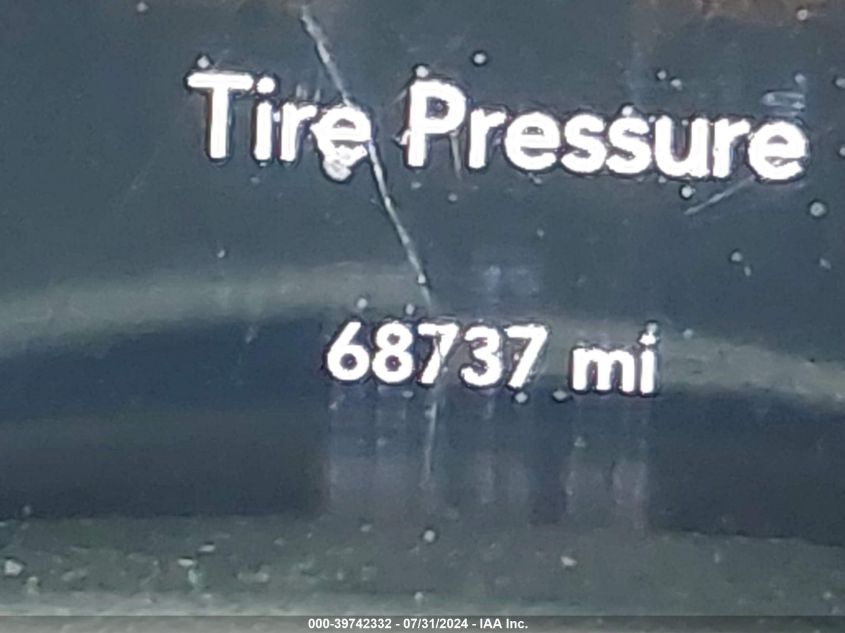 Tire Pressure
68737 mi
000-39742332 - 07/31/2024 - IAA Inc.